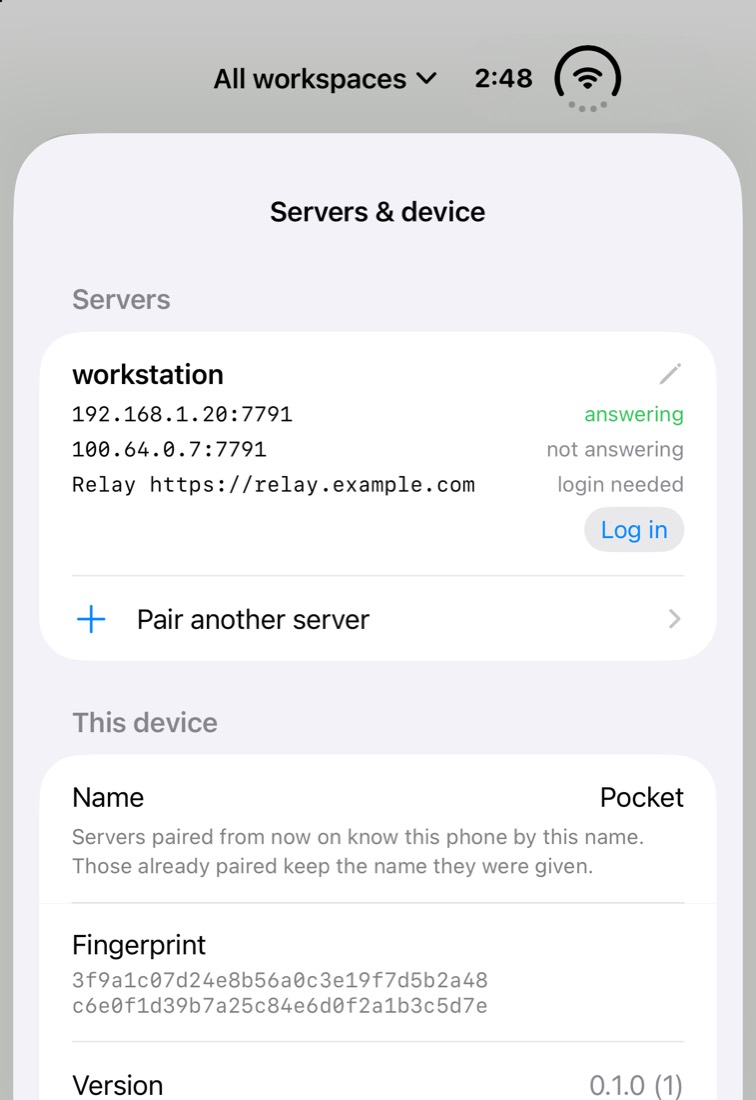 All workspaces 2:48
Servers & device
Servers
workstation
192.168.1.20:7791 answering
100.64.0.7:7791 not answering
Relay https://relay.example.com login needed
Log in
Pair another server
This device
Name Pocket
Servers paired from now on know this phone by this name.
Those already paired keep the name they were given.
Fingerprint
3f9a1c07d24e8b56a0c3e19f7d5b2a48
c6e0f1d39b7a25c84e6d0f2a1b3c5d7e
Version 0.1.0 (1)